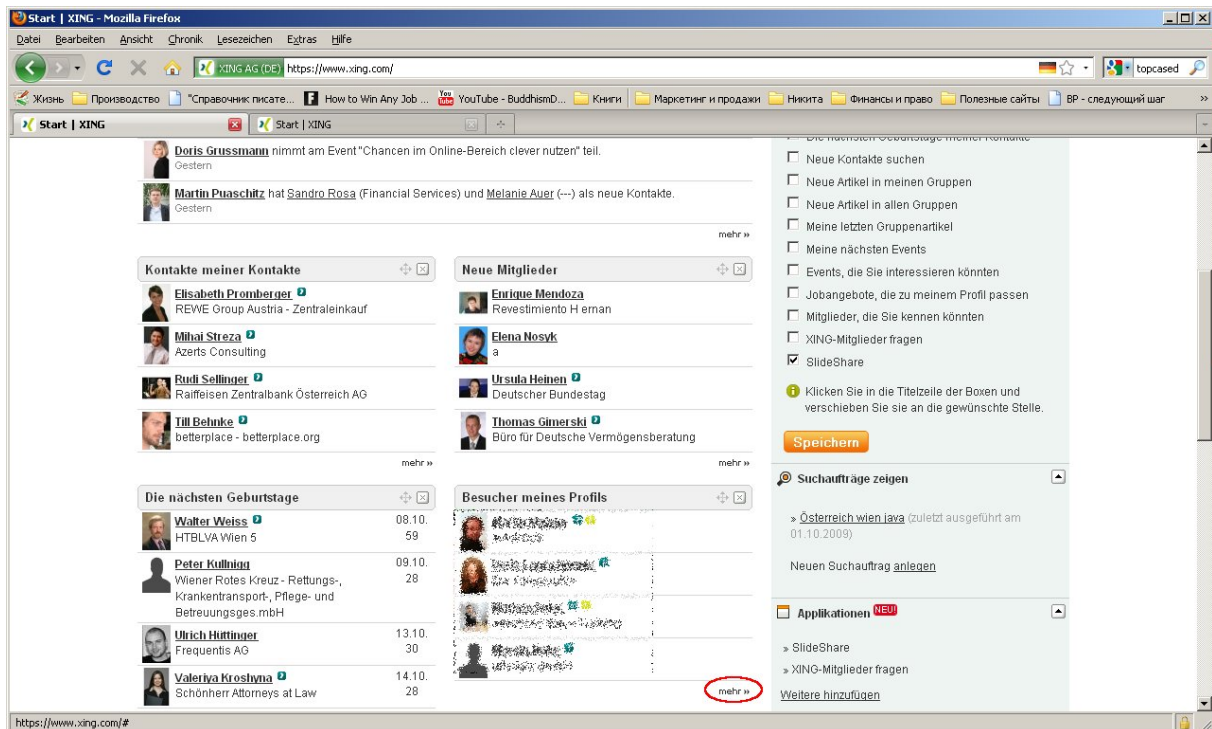 Start | XING - Mozilla Firefox
Datei Bearbeiten Ansicht Chronik Lesezeichen Extras Hilfe
XING AG (DE) https://www.xing.com/ topcased
Жизнь Производство "Справочник писате... How to Win Any Job ... YouTube - BuddhismD... Книги Маркетинг и продажи Никита Финансы и право Полезные сайты BP - следующий шаг »
Start | XING Start | XING
Doris Grussmann nimmt am Event "Chancen im Online-Bereich clever nutzen" teil.
Gestern
Martin Puaschitz hat Sandro Rosa (Financial Services) und Melanie Auer (---) als neue Kontakte.
Gestern
mehr »
Kontakte meiner Kontakte
Elisabeth Promberger
REWE Group Austria - Zentraleinkauf
Mihai Streza
Azerts Consulting
Rudi Sellinger
Raiffeisen Zentralbank Österreich AG
Till Behnke
betterplace - betterplace.org
mehr »
Neue Mitglieder
Enrique Mendoza
Revestimiento H ernan
Elena Nosyk
a
Ursula Heinen
Deutscher Bundestag
Thomas Gimerski
Büro für Deutsche Vermögensberatung
mehr »
Die nächsten Geburtstage
Walter Weiss 08.10.
HTBLVA Wien 5 59
Peter Kullnigg 09.10.
Wiener Rotes Kreuz - Rettungs-, 28
Krankentransport-, Pflege- und
Betreuungsges.mbH
Ulrich Hüttinger 13.10.
Frequentis AG 30
Valeriya Kroshyna 14.10.
Schönherr Attorneys at Law 28
Besucher meines Profils
mehr »
Die nächsten Geburtstage meiner Kontakte
Neue Kontakte suchen
Neue Artikel in meinen Gruppen
Neue Artikel in allen Gruppen
Meine letzten Gruppenartikel
Meine nächsten Events
Events, die Sie interessieren könnten
Jobangebote, die zu meinem Profil passen
Mitglieder, die Sie kennen könnten
XING-Mitglieder fragen
SlideShare
Klicken Sie in die Titelzeile der Boxen und
verschieben Sie sie an die gewünschte Stelle.
Speichern
Suchaufträge zeigen
» Österreich wien java (zuletzt ausgeführt am
01.10.2009)
Neuen Suchauftrag anlegen
Applikationen NEU!
» SlideShare
» XING-Mitglieder fragen
Weitere hinzufügen
https://www.xing.com/#